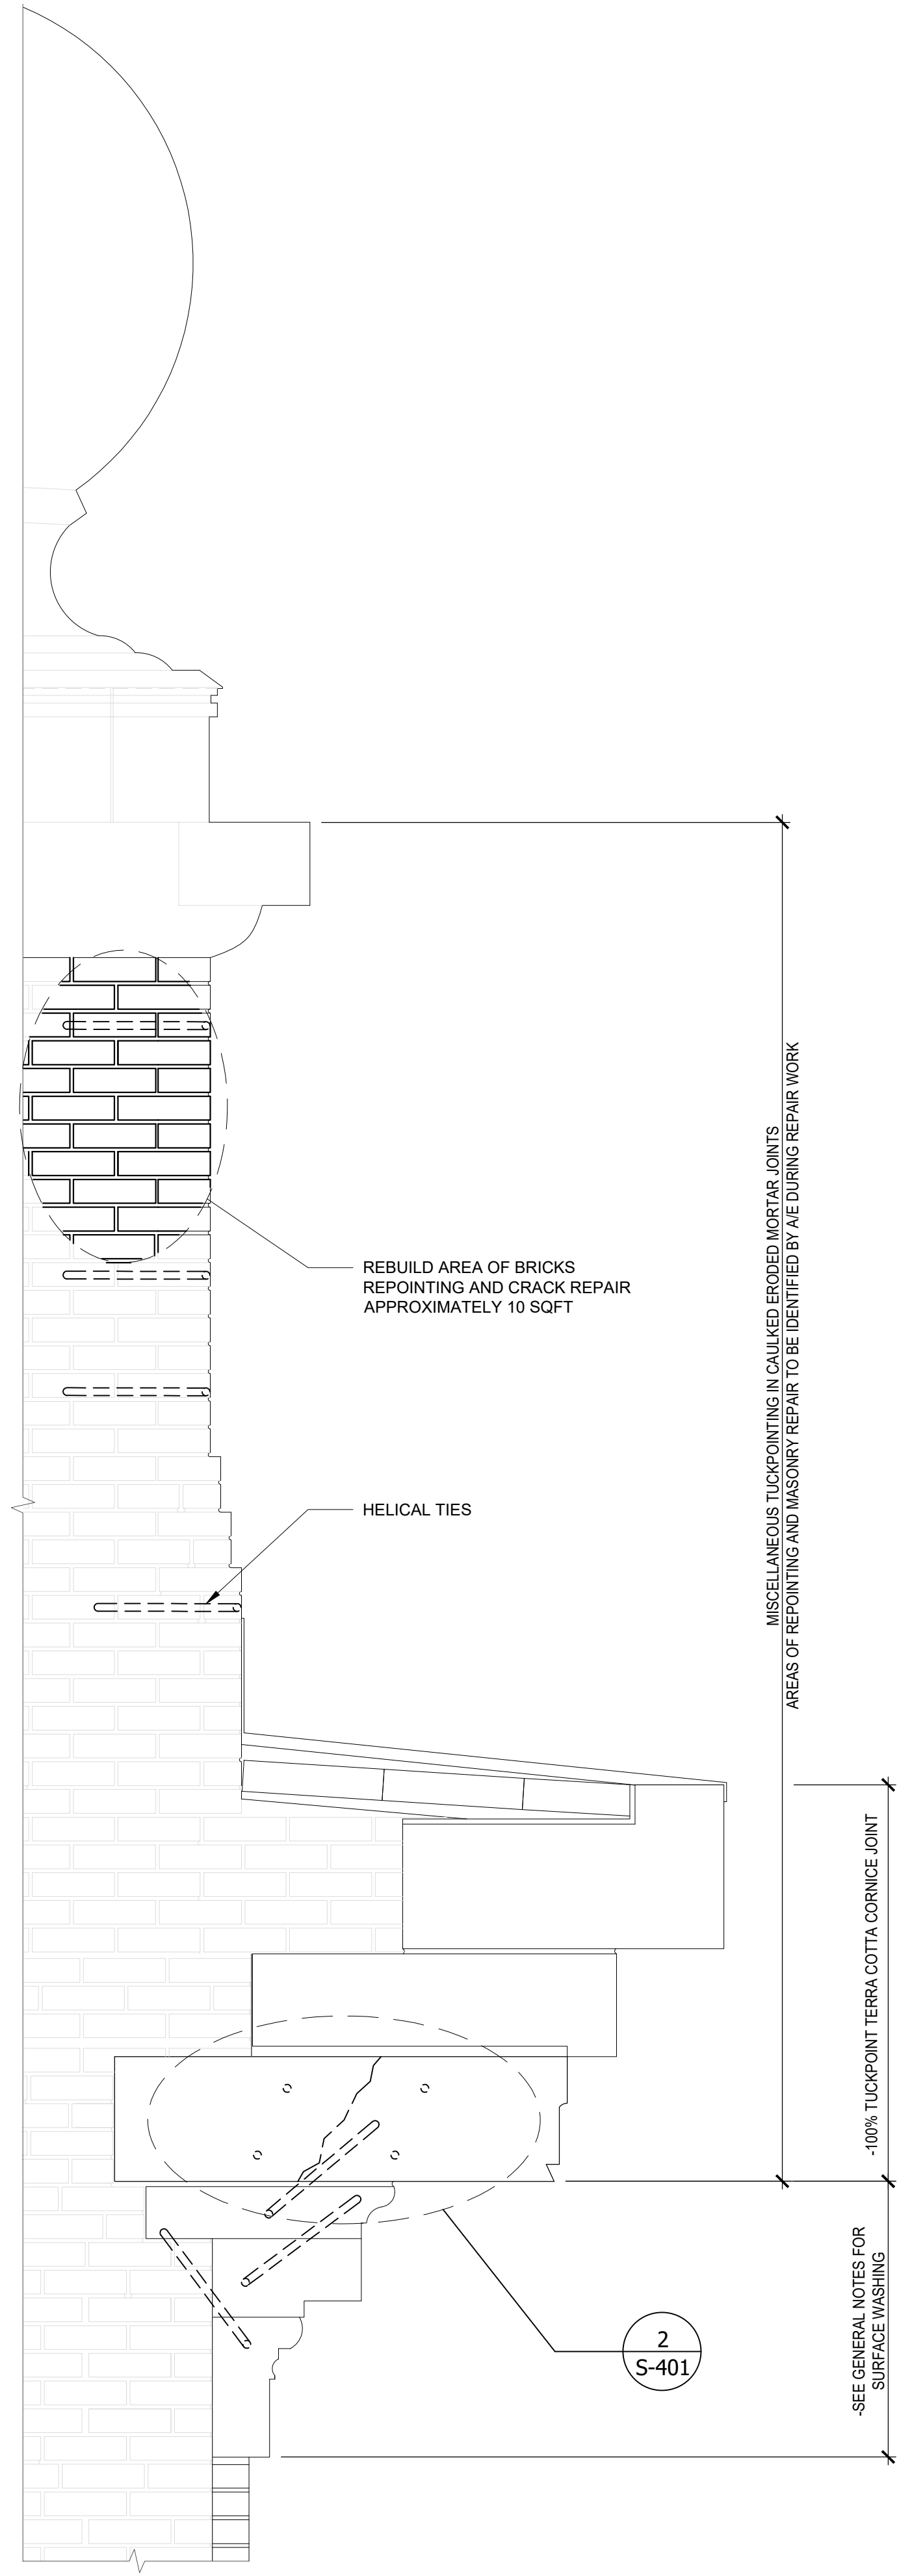 MISCELLANEOUS TUCKPOINTING IN CAULKED ERODED MORTAR JOINTS
AREAS OF REPOINTING AND MASONRY REPAIR TO BE IDENTIFIED BY A/E DURING REPAIR WORK
REBUILD AREA OF BRICKS
REPOINTING AND CRACK REPAIR
APPROXIMATELY 10 SQFT
HELICAL TIES
-100% TUCKPOINT TERRA COTTA CORNICE JOINT
-SEE GENERAL NOTES FOR
SURFACE WASHING
2
S-401